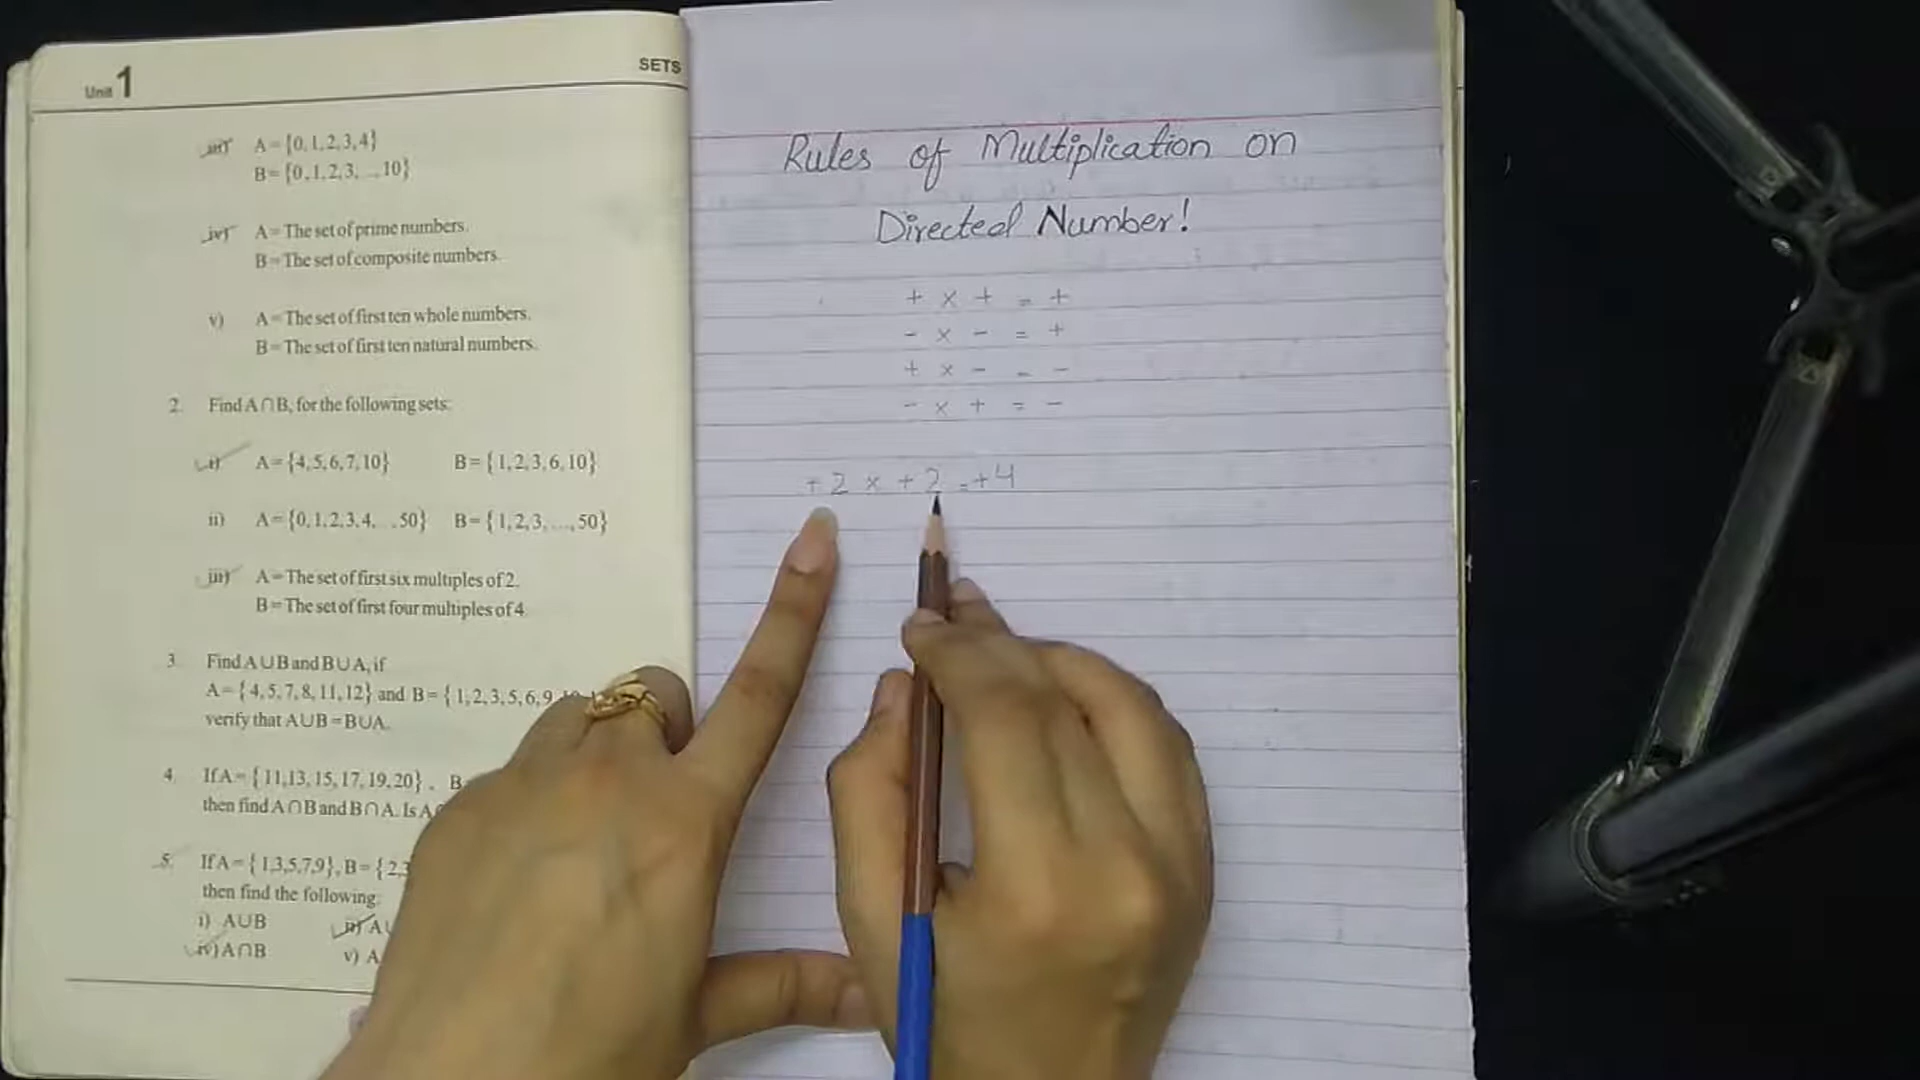 Unit 1 SETS
iii) A={0,1,2,3,4}
B={0,1,2,3,...10}
iv) A=The set of prime numbers.
B=The set of composite numbers.
v) A=The set of first ten whole numbers.
B=The set of first ten natural numbers.
2. Find A∩B, for the following sets:
i) A={4,5,6,7,10} B={1,2,3,6,10}
ii) A={0,1,2,3,4,...50} B={1,2,3,...,50}
iii) A=The set of first six multiples of 2.
B=The set of first four multiples of 4.
3. Find A∪B and B∪A, if
A={4,5,7,8,11,12} and B={1,2,3,5,6,9
verify that A∪B=B∪A.
4. If A={11,13,15,17,19,20}, B
then find A∩B and B∩A. Is A
5. If A={1,3,5,7,9}, B={2,3
then find the following:
i) A∪B ii) A∪
iv) A∩B v) A
Rules of Multiplication on
Directed Number!
+ x + = +
- x - = +
+ x - = -
- x + = -
+2 x +2 = +4